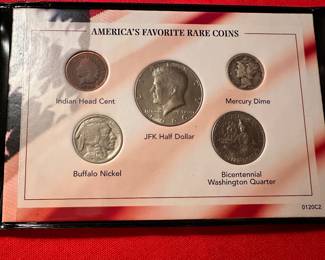 AMERICA'S FAVORITE RARE COINS
Indian Head Cent
Mercury Dime
JFK Half Dollar
Buffalo Nickel
Bicentennial
Washington Quarter
0120C2